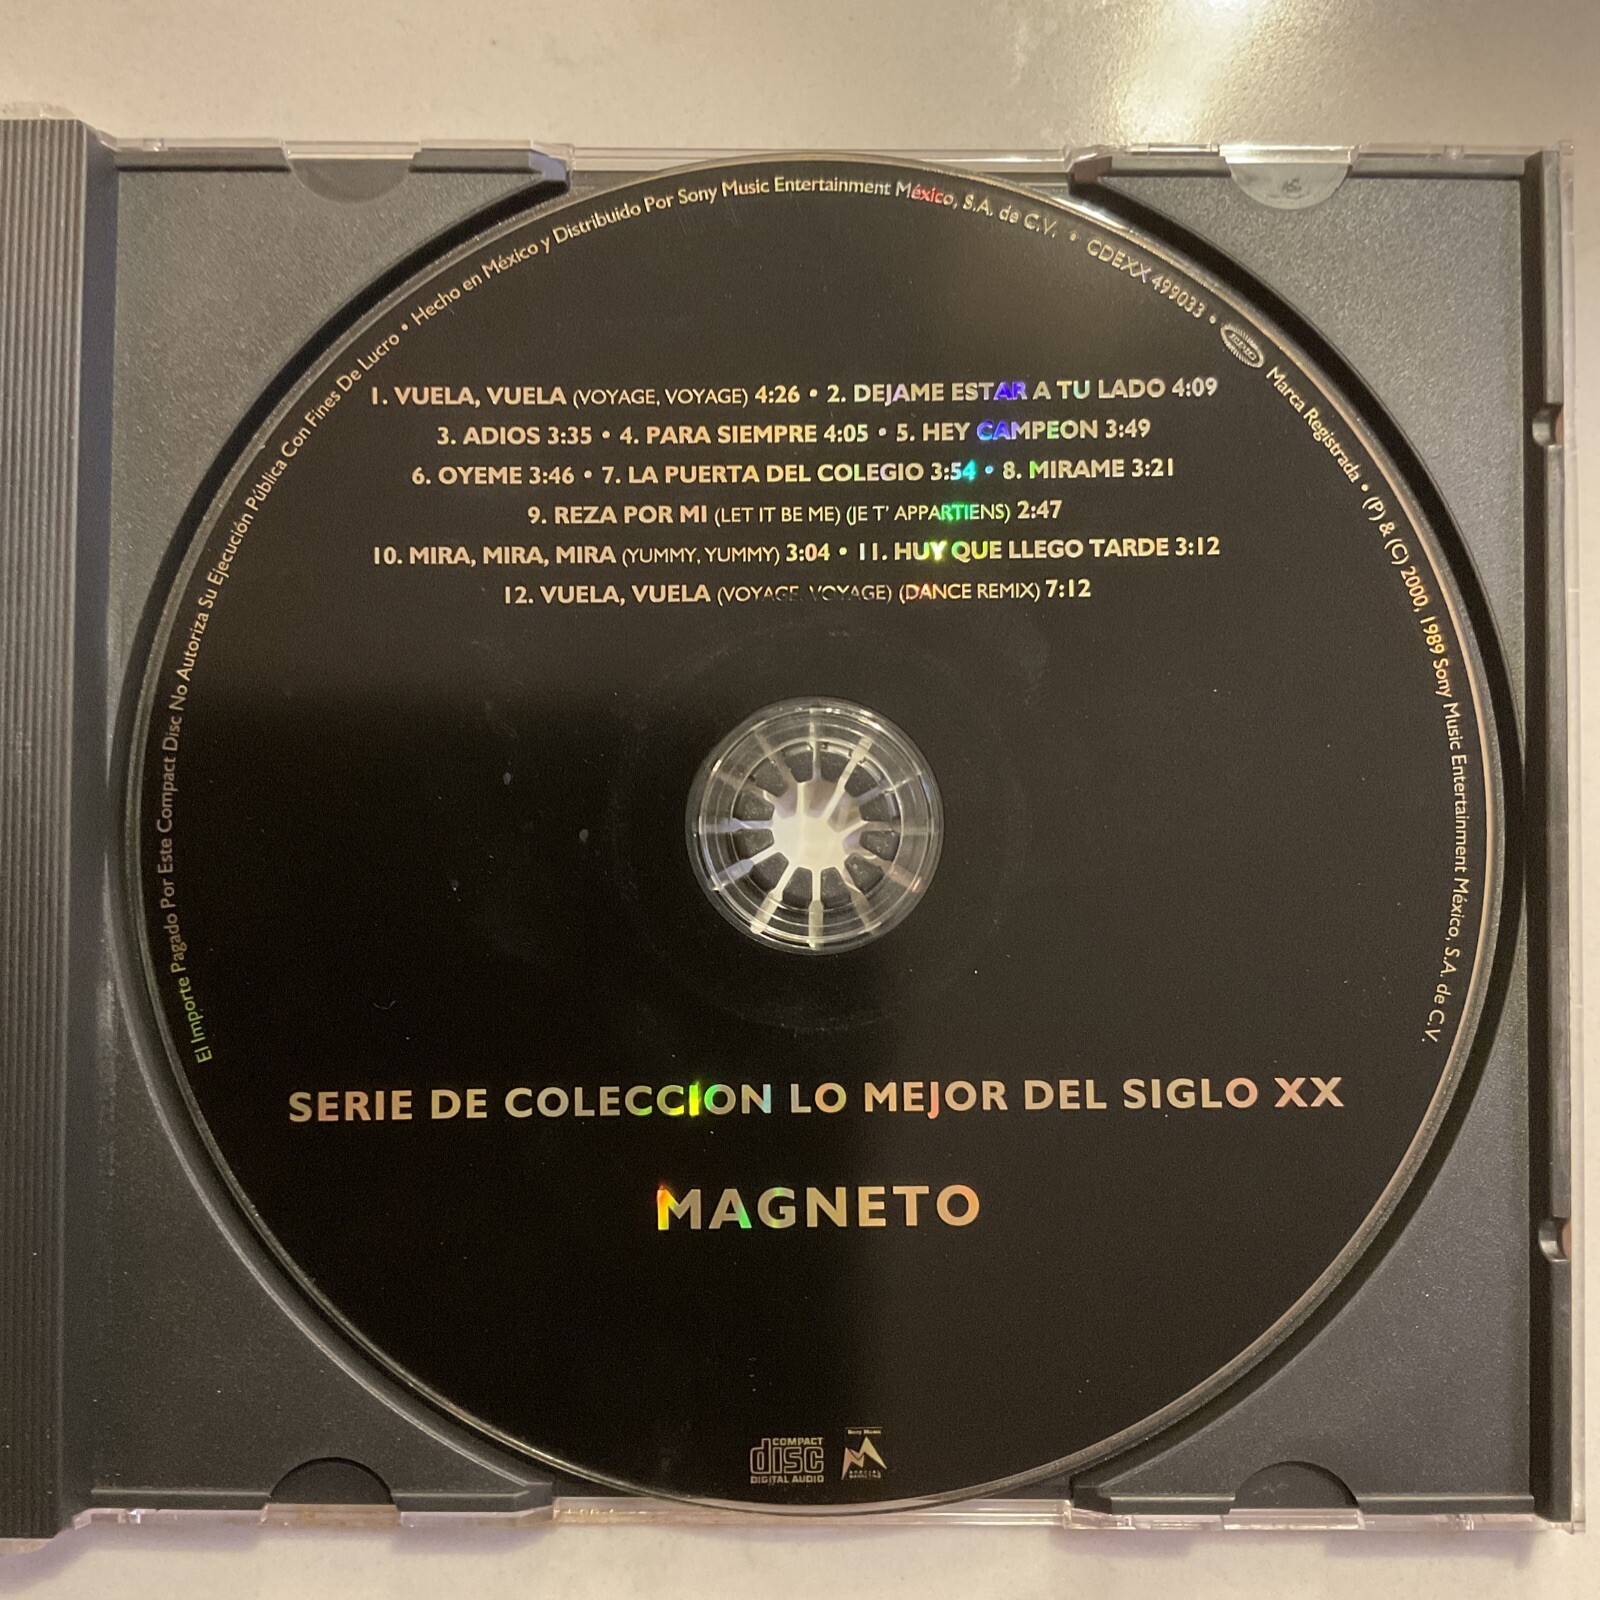 El Importe Pagado Por Este Compact Disc No Autoriza Su Ejecución Pública Con Fines De Lucro • Hecho en México y Distribuido Por Sony Music Entertainment México, S.A. de C.V. • CDEXX 499033 • epic Marca Registrada • (P) & (C) 2000, 1989 Sony Music Entertainment México, S.A. de C.V.
1. VUELA, VUELA (VOYAGE, VOYAGE) 4:26 • 2. DEJAME ESTAR A TU LADO 4:09
3. ADIOS 3:35 • 4. PARA SIEMPRE 4:05 • 5. HEY CAMPEON 3:49
6. OYEME 3:46 • 7. LA PUERTA DEL COLEGIO 3:54 • 8. MIRAME 3:21
9. REZA POR MI (LET IT BE ME) (JE T' APPARTIENS) 2:47
10. MIRA, MIRA, MIRA (YUMMY, YUMMY) 3:04 • 11. HUY QUE LLEGO TARDE 3:12
12. VUELA, VUELA (VOYAGE, VOYAGE) (DANCE REMIX) 7:12
SERIE DE COLECCION LO MEJOR DEL SIGLO XX
MAGNETO
COMPACT
disc
DIGITAL AUDIO
Sony Music